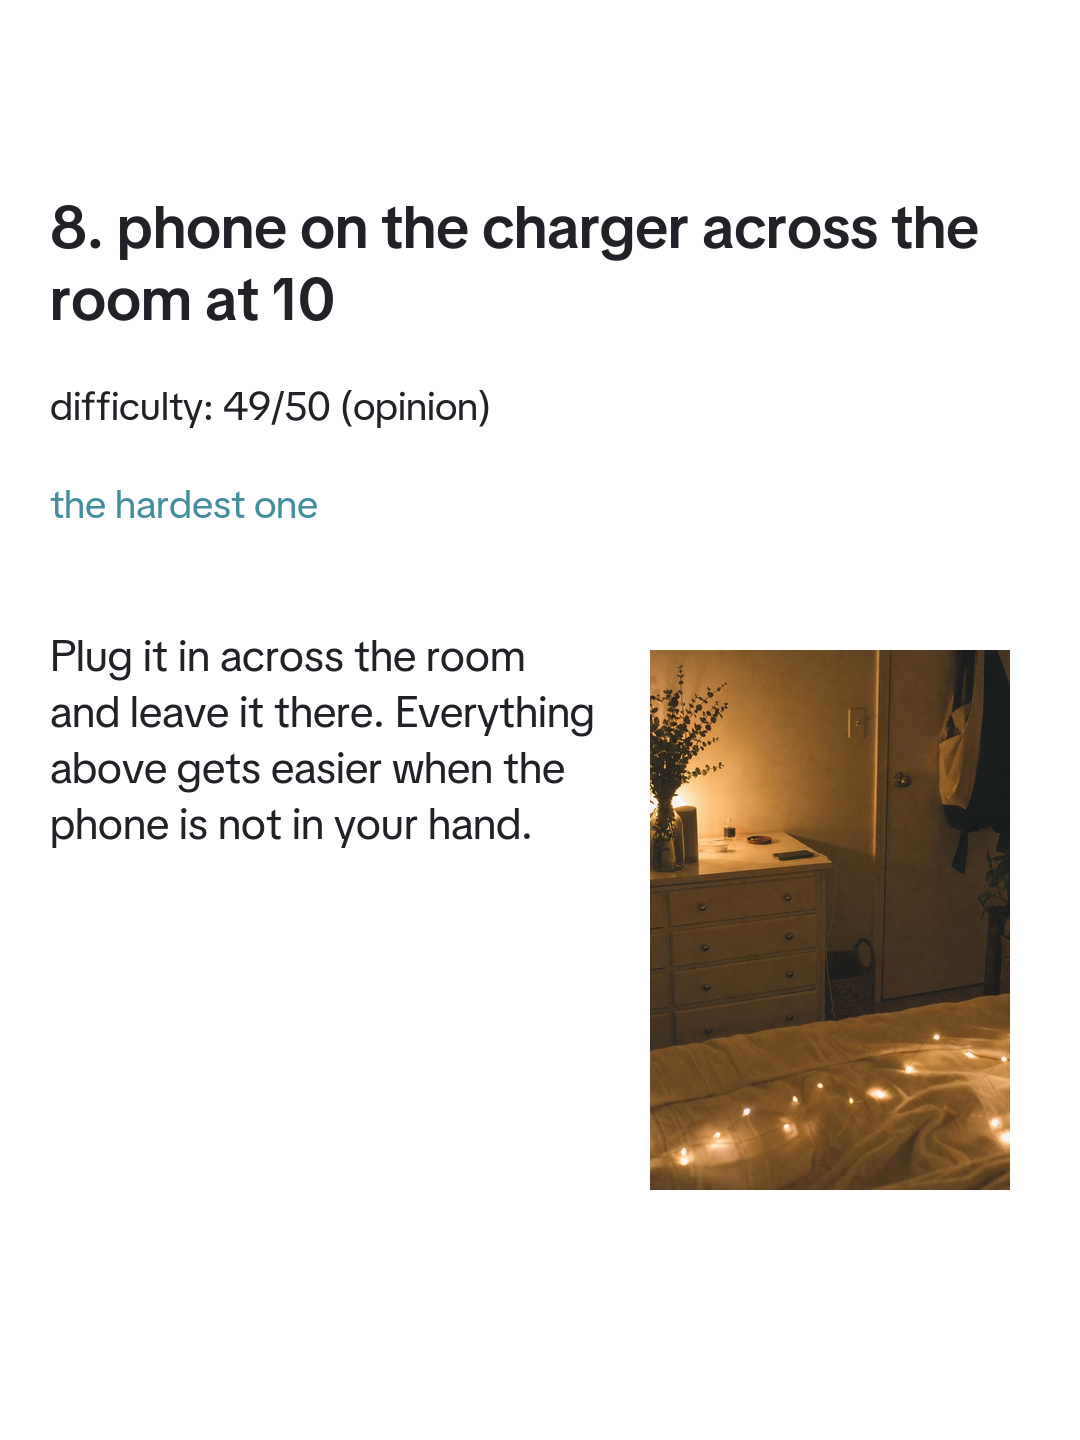 8. phone on the charger across the
room at 10
difficulty: 49/50 (opinion)
the hardest one
Plug it in across the room
and leave it there. Everything
above gets easier when the
phone is not in your hand.